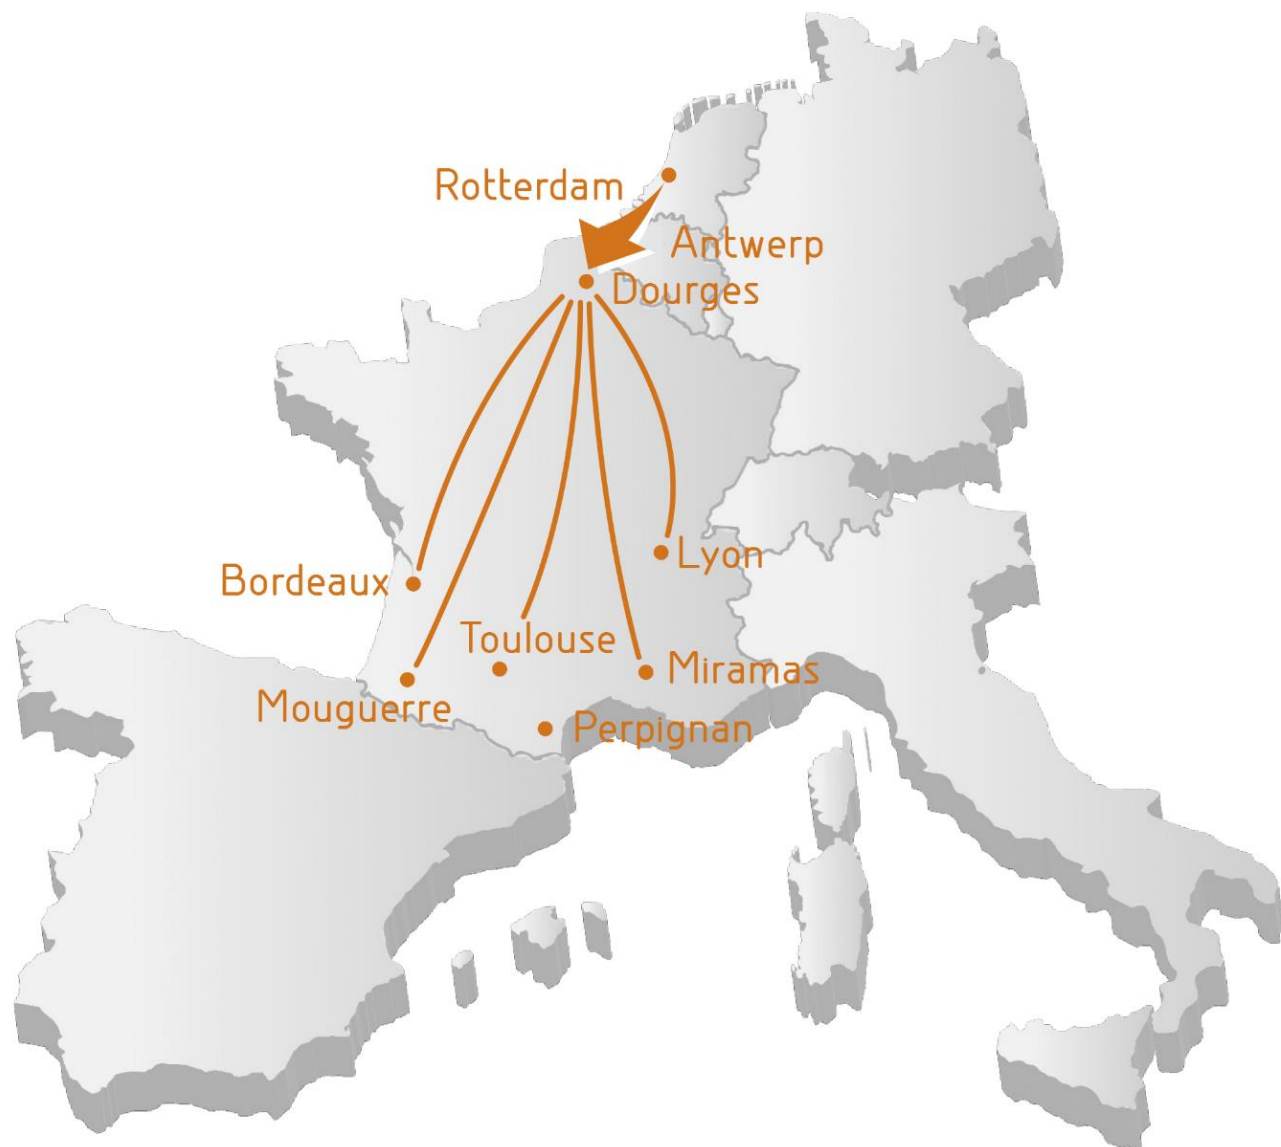 Rotterdam
Antwerp
Dourges
Lyon
Bordeaux
Toulouse
Miramas
Mouguerre
Perpignan